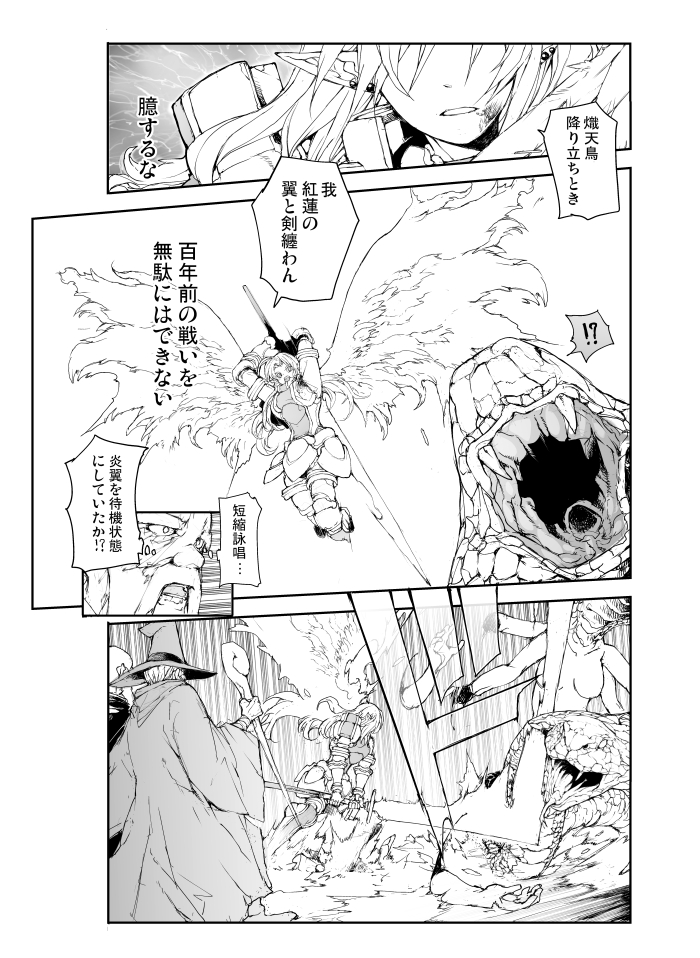 熾天鳥
降り立ちとき
臆するな
我
紅蓮の
翼と剣纏わん
百年前の戦いを
無駄にはできない
!?
短縮詠唱…
炎翼を待機状態
にしていたか!?